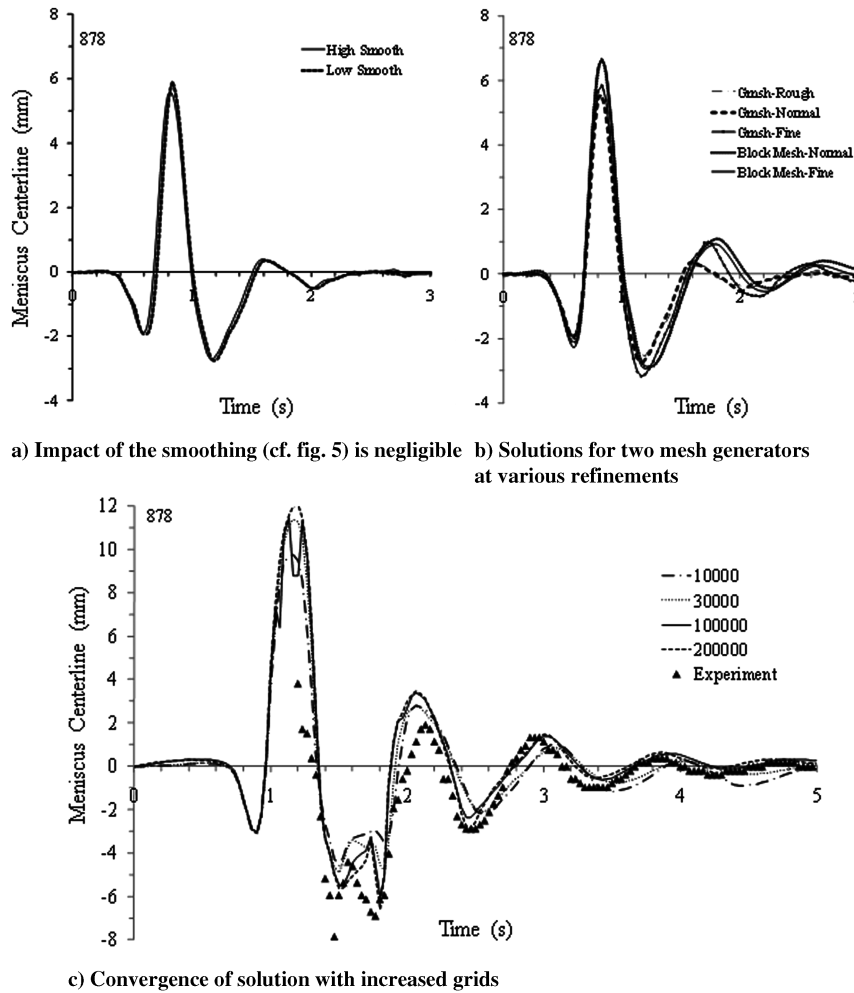 8
878
6
4
2
0
-2
-4
0
1
2
3
Meniscus Centerline (mm)
Time (s)
High Smooth
Low Smooth
a) Impact of the smoothing (cf. fig. 5) is negligible
8
878
6
4
2
0
-2
-4
0
1
2
Meniscus Centerline (mm)
Time (s)
Gmsh-Rough
Gmsh-Normal
Gmsh-Fine
Block Mesh-Normal
Block Mesh-Fine
b) Solutions for two mesh generators
at various refinements
12
878
10
8
6
4
2
0
-2
-4
-6
-8
0
1
2
3
4
5
Meniscus Centerline (mm)
Time (s)
10000
30000
100000
200000
Experiment
c) Convergence of solution with increased grids